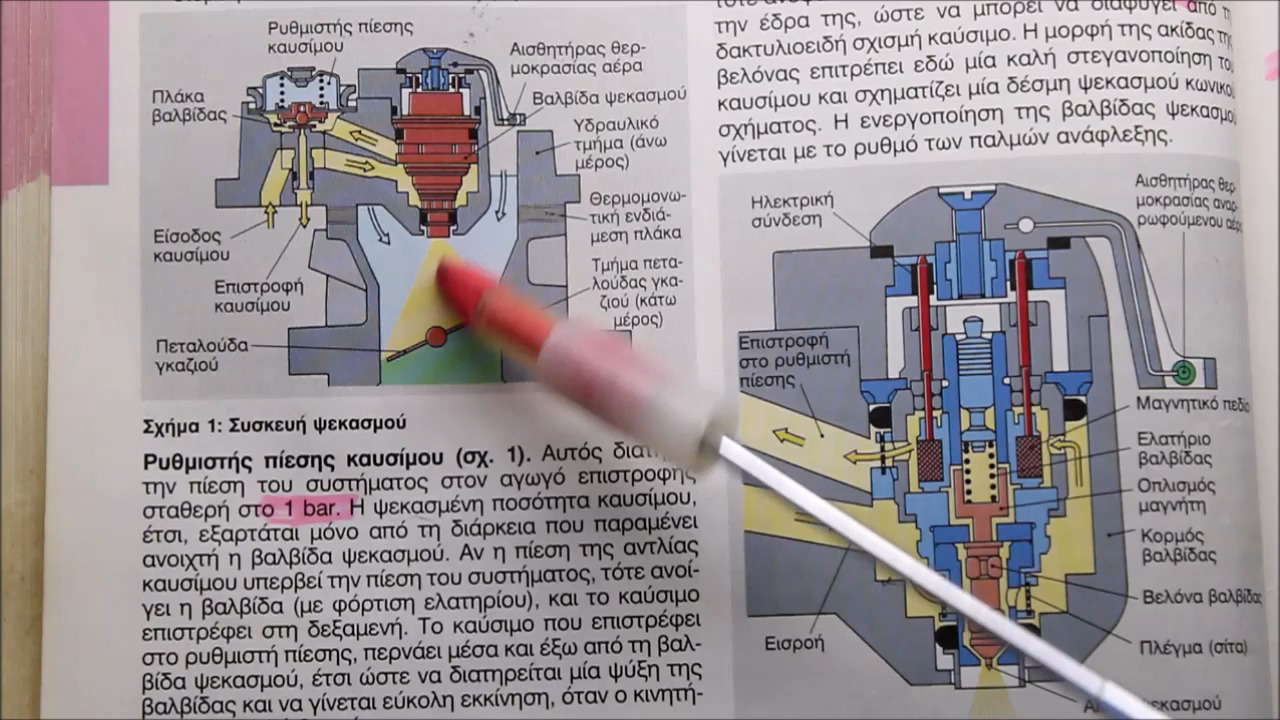 την έδρα της, ώστε να μπορεί να διαφύγει από
δακτυλιοειδή σχισμή καύσιμο. Η μορφή της ακίδας της
βελόνας επιτρέπει εδώ μία καλή στεγανοποίηση
καυσίμου και σχηματίζει μία δέσμη ψεκασμού
σχήματος. Η ενεργοποίηση της βαλβίδας
γίνεται με το ρυθμό των παλμών ανάφλεξης.
Ρυθμιστής πίεσης
καυσίμου
Πλάκα
βαλβίδας
Είσοδος
καυσίμου
Επιστροφή
καυσίμου
Πεταλούδα
γκαζιού
Αισθητήρας θερ-
μοκρασίας αέρα
Βαλβίδα ψεκασμού
Υδραυλικό
τμήμα (άνω
μέρος)
Θερμομονω-
τική ενδιά-
μεση πλάκα
Τμήμα πετα-
λούδας γκα-
ζιού (κάτω
μέρος)
Σχήμα 1: Συσκευή ψεκασμού
Ρυθμιστής πίεσης καυσίμου (σχ. 1). Αυτός
την πίεση του συστήματος στον αγωγό επιστροφής
σταθερή στο 1 bar. Η ψεκασμένη ποσότητα καυσίμου,
έτσι, εξαρτάται μόνο από τη διάρκεια που παραμένει
ανοιχτή η βαλβίδα ψεκασμού. Αν η πίεση της αντλίας
καυσίμου υπερβεί την πίεση του συστήματος, τότε ανοί-
γει η βαλβίδα (με φόρτιση ελατηρίου), και το καύσιμο
επιστρέφει στη δεξαμενή. Το καύσιμο που επιστρέφει
στο ρυθμιστή πίεσης, περνάει μέσα και έξω από τη βαλ-
βίδα ψεκασμού, έτσι ώστε να διατηρείται μία ψύξη της
βαλβίδας και να γίνεται εύκολη εκκίνηση, όταν ο κινητή-
Ηλεκτρική
σύνδεση
Επιστροφή
στο ρυθμιστή
πίεσης
Εισροή
Αισθητήρας θερ-
μοκρασίας αναρ-
ροφούμενου
Μαγνητικό πεδίο
Ελατήριο
βαλβίδας
Οπλισμός
μαγνήτη
Κορμός
βαλβίδας
Βελόνα βαλβίδας
Πλέγμα (σίτα)
ψεκασμού